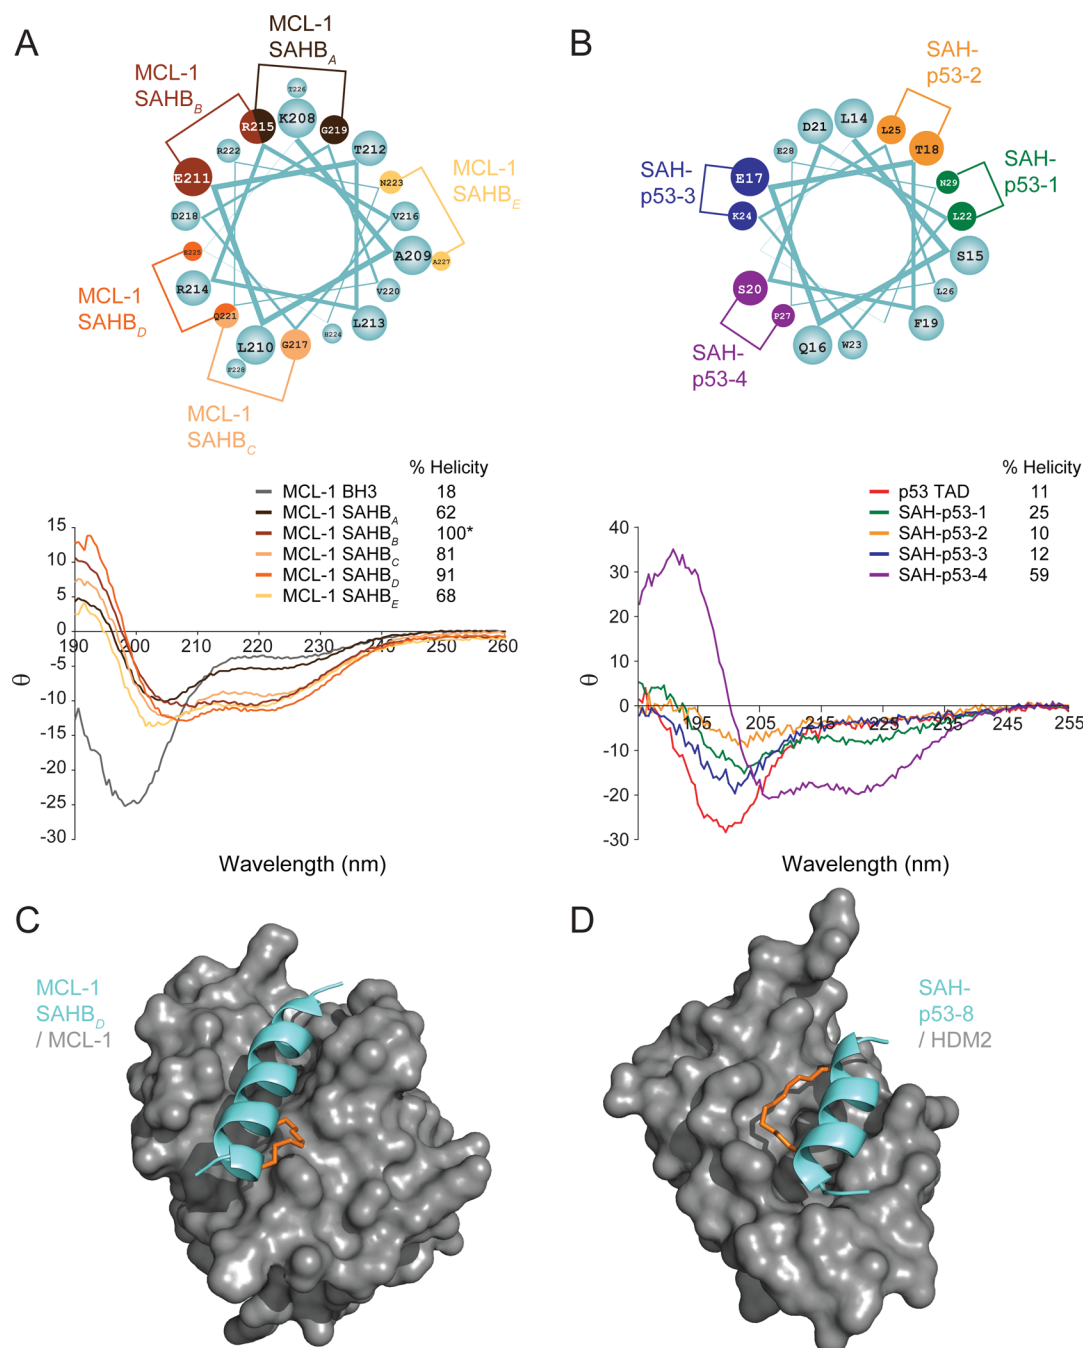 A
MCL-1
SAHBA
MCL-1
SAHBB
T226
K208
R215
G219
R222
T212
E211
N223
MCL-1
SAHBE
D218
V216
A209
A227
R214
V220
MCL-1
SAHBD
Q221
L213
H224
L210
G217
F228
MCL-1
SAHBC
B
SAH-
p53-2
L14
D21
L25
E28
T18
SAH-
p53-1
SAH-
p53-3
E17
N29
K24
L22
S15
S20
L26
P27
F19
Q16
W23
SAH-
p53-4
% Helicity
MCL-1 BH3 18
MCL-1 SAHBA 62
MCL-1 SAHBB 100*
MCL-1 SAHBC 81
MCL-1 SAHBD 91
MCL-1 SAHBE 68
15
10
5
0
-5
-10
-15
-20
-25
-30
θ
190 200 210 220 230 240 250 260
Wavelength (nm)
% Helicity
p53 TAD 11
SAH-p53-1 25
SAH-p53-2 10
SAH-p53-3 12
SAH-p53-4 59
40
30
20
10
0
-10
-20
-30
θ
195 205 215 225 235 245 255
Wavelength (nm)
C
MCL-1
SAHBD
/ MCL-1
D
SAH-
p53-8
/ HDM2